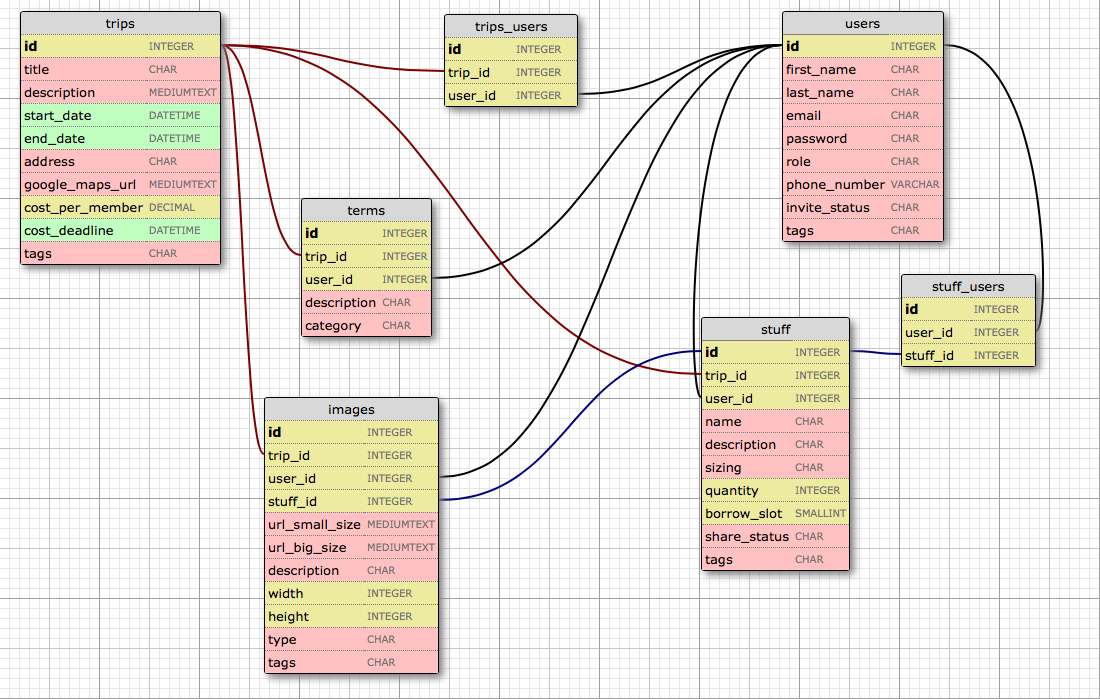 trips
id INTEGER
title CHAR
description MEDIUMTEXT
start_date DATETIME
end_date DATETIME
address CHAR
google_maps_url MEDIUMTEXT
cost_per_member DECIMAL
cost_deadline DATETIME
tags CHAR
trips_users
id INTEGER
trip_id INTEGER
user_id INTEGER
users
id INTEGER
first_name CHAR
last_name CHAR
email CHAR
password CHAR
role CHAR
phone_number VARCHAR
invite_status CHAR
tags CHAR
terms
id INTEGER
trip_id INTEGER
user_id INTEGER
description CHAR
category CHAR
stuff_users
id INTEGER
user_id INTEGER
stuff_id INTEGER
stuff
id INTEGER
trip_id INTEGER
user_id INTEGER
name CHAR
description CHAR
sizing CHAR
quantity INTEGER
borrow_slot SMALLINT
share_status CHAR
tags CHAR
images
id INTEGER
trip_id INTEGER
user_id INTEGER
stuff_id INTEGER
url_small_size MEDIUMTEXT
url_big_size MEDIUMTEXT
description CHAR
width INTEGER
height INTEGER
type CHAR
tags CHAR